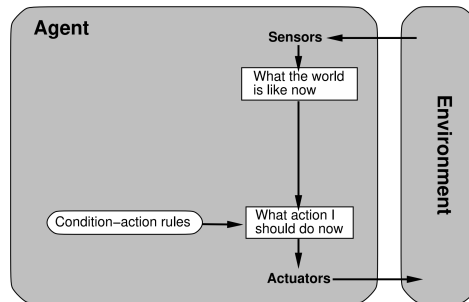 Agent
Sensors
What the world
is like now
Environment
Condition−action rules
What action I
should do now
Actuators